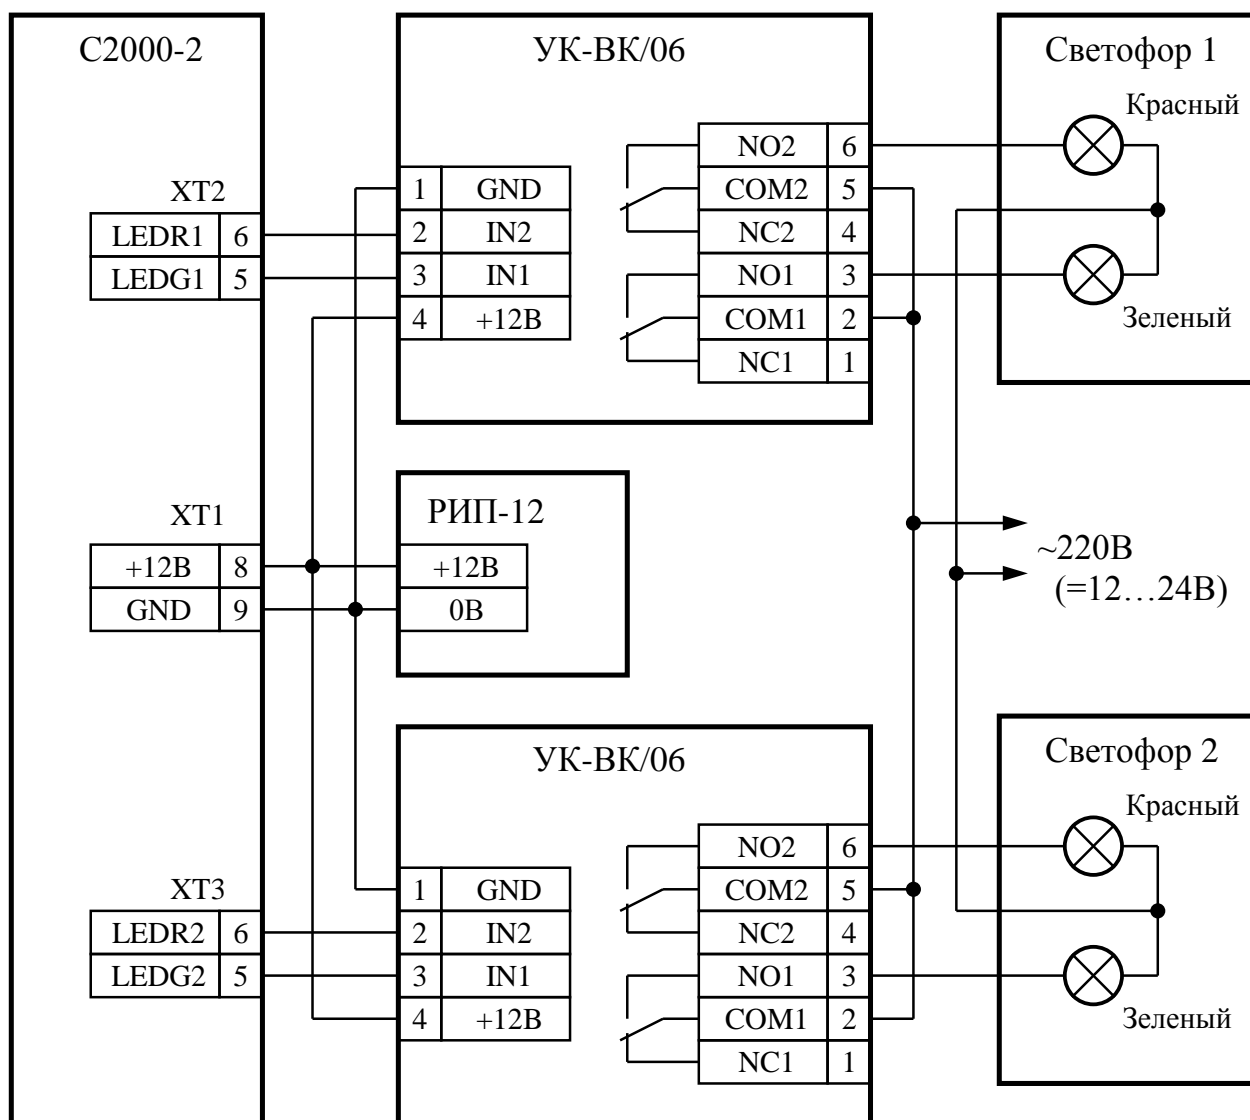 С2000-2
XT2
LEDR1 6
LEDG1 5
XT1
+12В 8
GND 9
XT3
LEDR2 6
LEDG2 5
УК-ВК/06
1 GND
2 IN2
3 IN1
4 +12В
NO2 6
COM2 5
NC2 4
NO1 3
COM1 2
NC1 1
Светофор 1
Красный
Зеленый
РИП-12
+12В
0В
~220В
(=12…24В)
УК-ВК/06
1 GND
2 IN2
3 IN1
4 +12В
NO2 6
COM2 5
NC2 4
NO1 3
COM1 2
NC1 1
Светофор 2
Красный
Зеленый